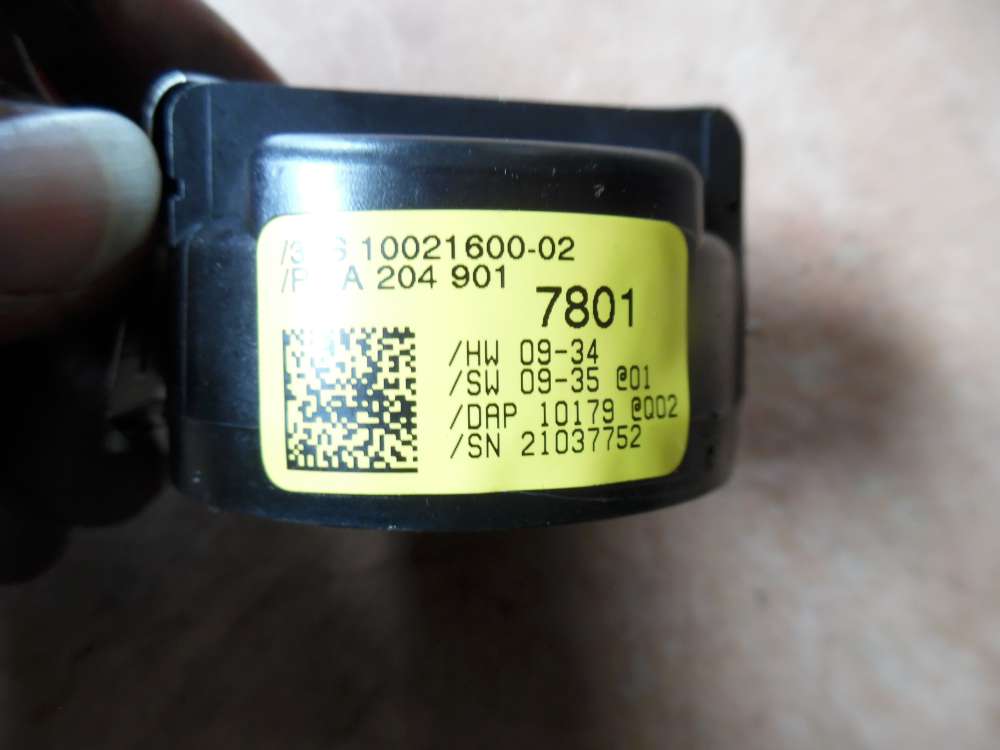 10021600-02
A 204 901
7801
/HW 09-34
/SW 09-35 @01
/DAP 10179 @Q02
/SN 21037752